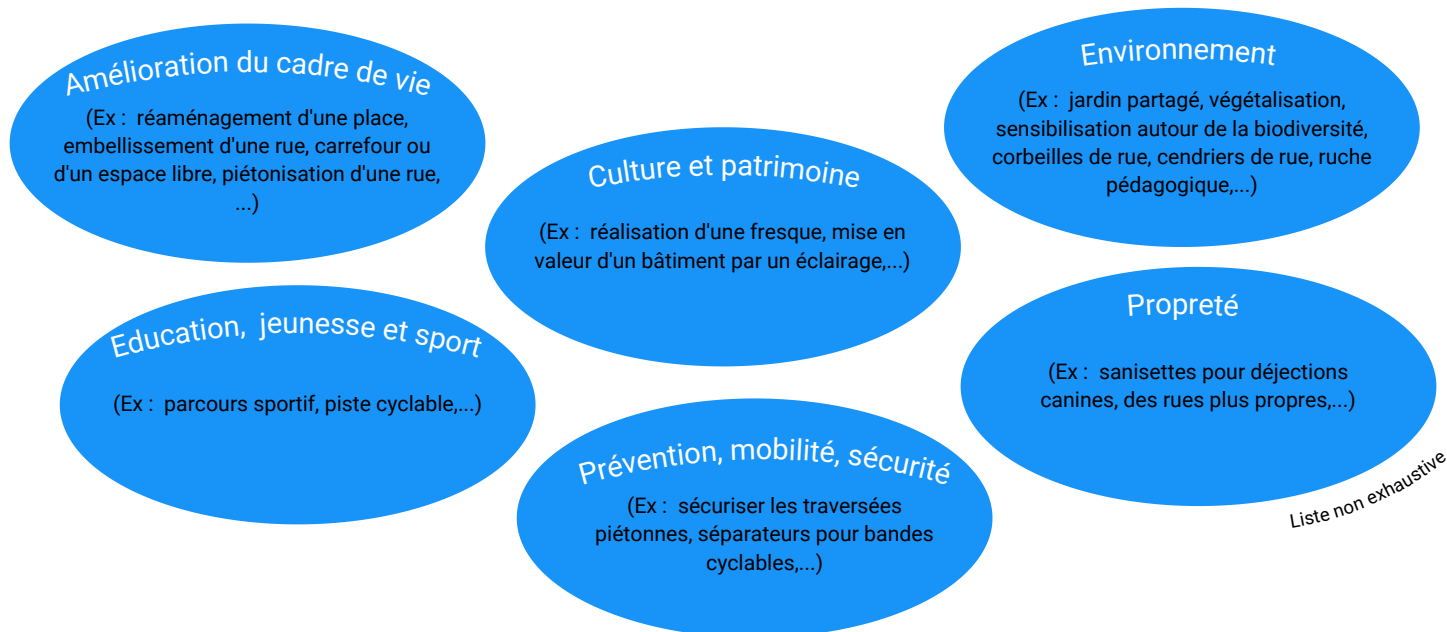 Amélioration du cadre de vie
(Ex : réaménagement d'une place,
embellissement d'une rue, carrefour ou
d'un espace libre, piétonisation d'une rue,
...)
Environnement
(Ex : jardin partagé, végétalisation,
sensibilisation autour de la biodiversité,
corbeilles de rue, cendriers de rue, ruche
pédagogique,...)
Culture et patrimoine
(Ex : réalisation d'une fresque, mise en
valeur d'un bâtiment par un éclairage,...)
Education, jeunesse et sport
(Ex : parcours sportif, piste cyclable,...)
Propreté
(Ex : sanisettes pour déjections
canines, des rues plus propres,...)
Prévention, mobilité, sécurité
(Ex : sécuriser les traversées
piétonnes, séparateurs pour bandes
cyclables,...)
Liste non exhaustive